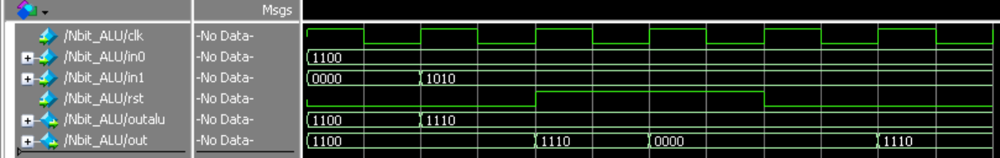 Msgs
/Nbit_ALU/clk -No Data-
/Nbit_ALU/in0 -No Data- 1100
/Nbit_ALU/in1 -No Data- 0000 1010
/Nbit_ALU/rst -No Data-
/Nbit_ALU/outalu -No Data- 1100 1110
/Nbit_ALU/out -No Data- 1100 1110 0000 1110